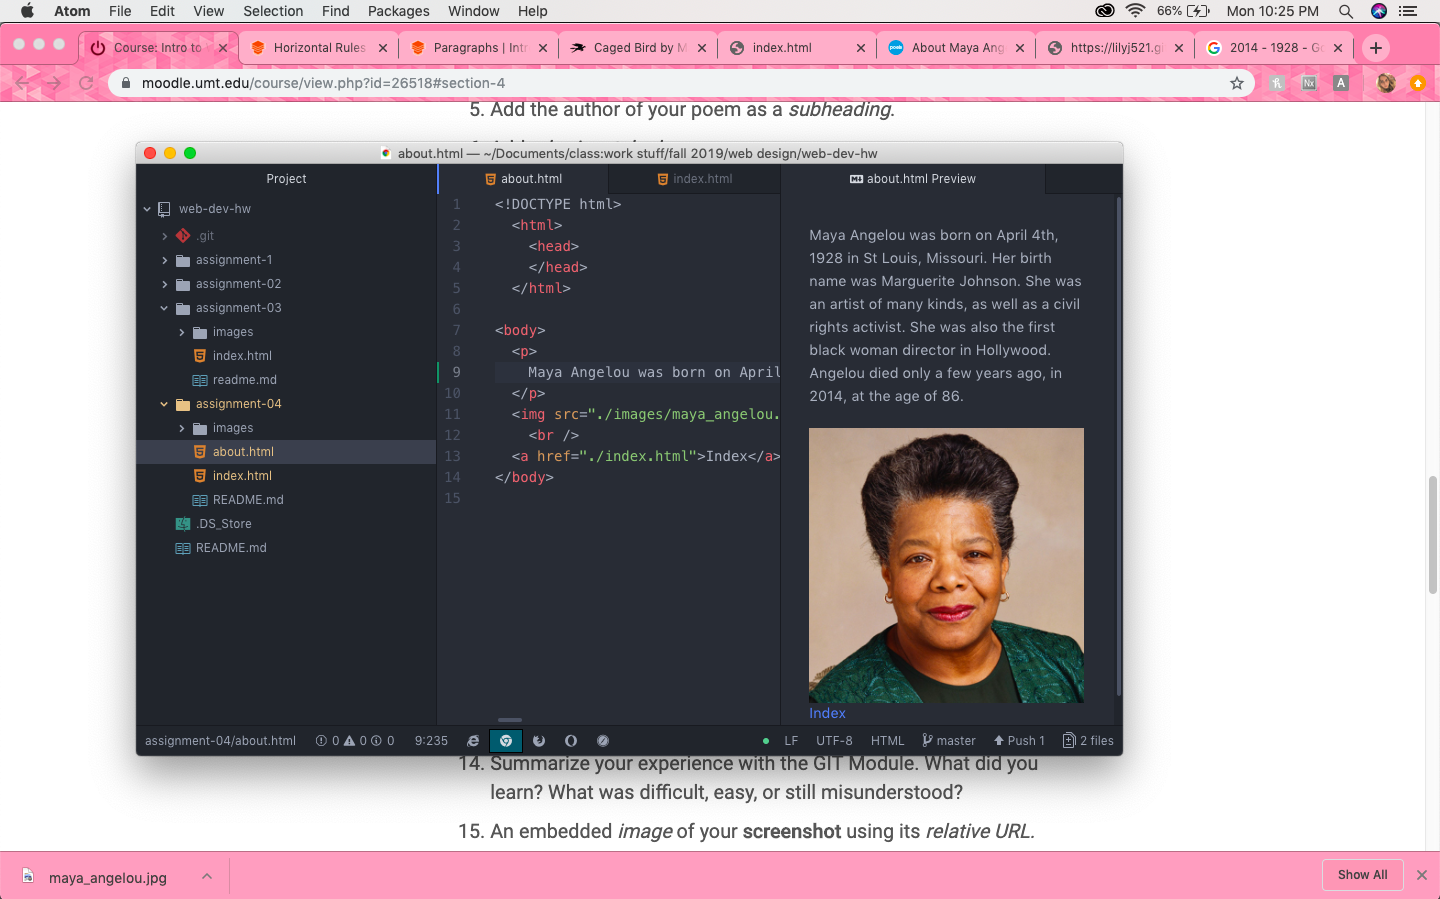 Atom File Edit View Selection Find Packages Window Help 66% Mon 10:25 PM
Course: Intro to Horizontal Rules Paragraphs | Intr Caged Bird by M index.html About Maya Ang https://lilyj521.gi 2014 - 1928 - Go
moodle.umt.edu/course/view.php?id=26518#section-4
5. Add the author of your poem as a subheading.
about.html — ~/Documents/class:work stuff/fall 2019/web design/web-dev-hw
Project
web-dev-hw
.git
assignment-1
assignment-02
assignment-03
images
index.html
readme.md
assignment-04
images
about.html
index.html
README.md
.DS_Store
README.md
about.html index.html
1 <!DOCTYPE html>
2 <html>
3 <head>
4 </head>
5 </html>
6
7 <body>
8 <p>
9 Maya Angelou was born on April
10 </p>
11 <img src="./images/maya_angelou.
12 <br />
13 <a href="./index.html">Index</a>
14 </body>
15
about.html Preview
Maya Angelou was born on April 4th,
1928 in St Louis, Missouri. Her birth
name was Marguerite Johnson. She was
an artist of many kinds, as well as a civil
rights activist. She was also the first
black woman director in Hollywood.
Angelou died only a few years ago, in
2014, at the age of 86.
Index
assignment-04/about.html 0 0 0 9:235 LF UTF-8 HTML master Push 1 2 files
14. Summarize your experience with the GIT Module. What did you
learn? What was difficult, easy, or still misunderstood?
15. An embedded image of your screenshot using its relative URL.
maya_angelou.jpg Show All